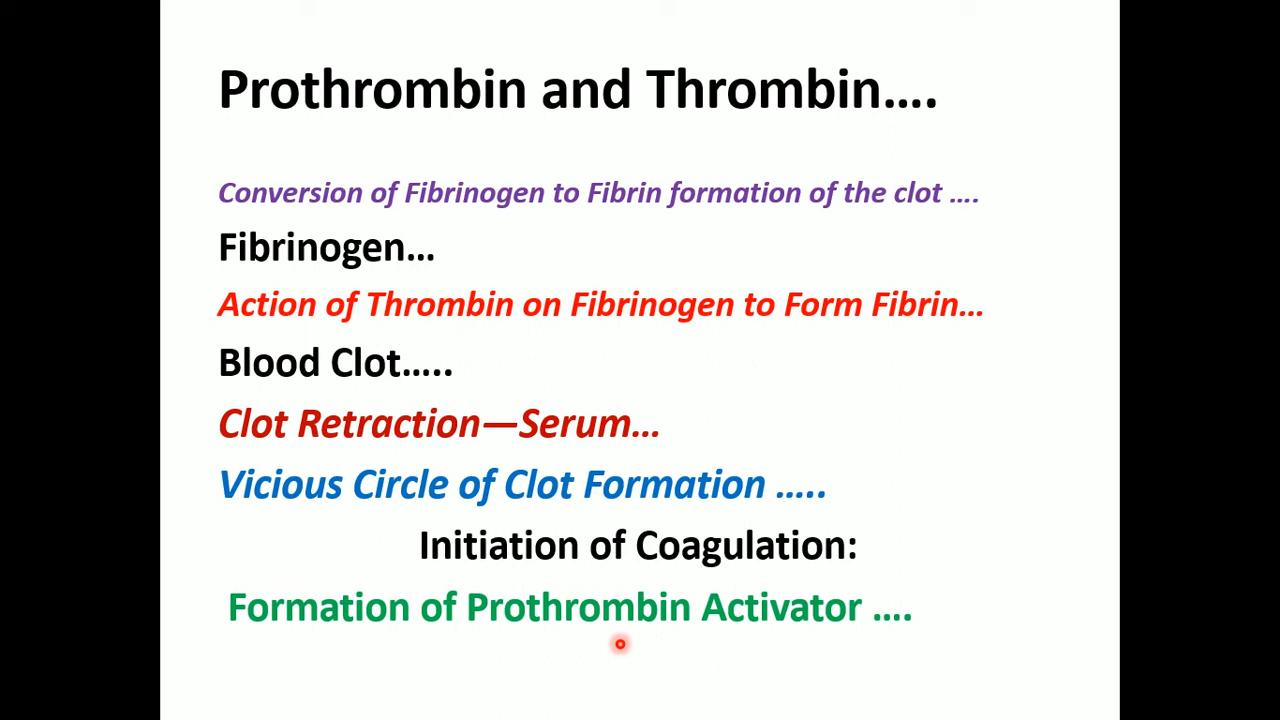 Prothrombin and Thrombin….
Conversion of Fibrinogen to Fibrin formation of the clot ….
Fibrinogen…
Action of Thrombin on Fibrinogen to Form Fibrin…
Blood Clot…..
Clot Retraction—Serum…
Vicious Circle of Clot Formation …..
Initiation of Coagulation:
Formation of Prothrombin Activator ….